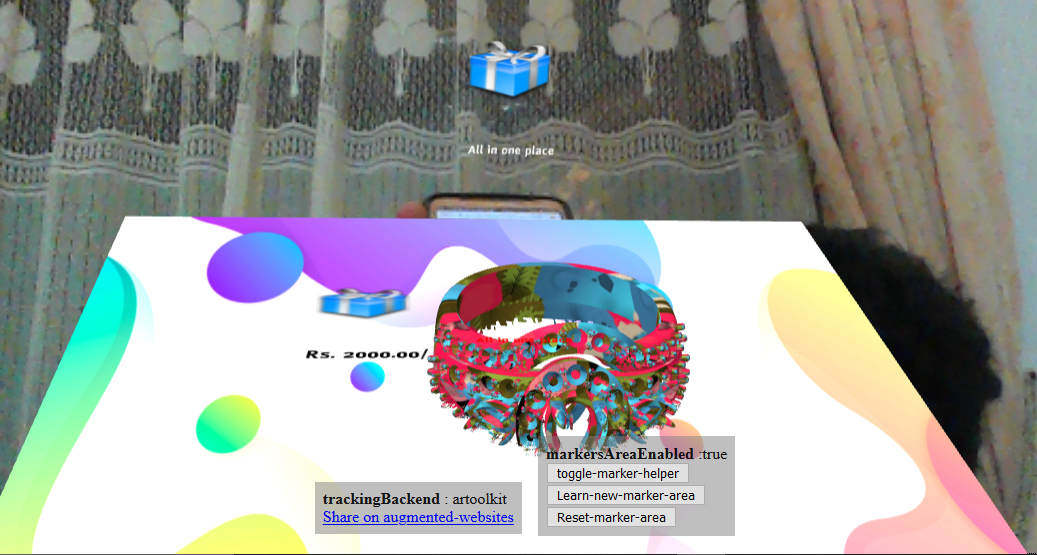 All in one place
Rs. 2000.00/
markersAreaEnabled :true
toggle-marker-helper
trackingBackend : artoolkit
Learn-new-marker-area
Share on augmented-websites
Reset-marker-area